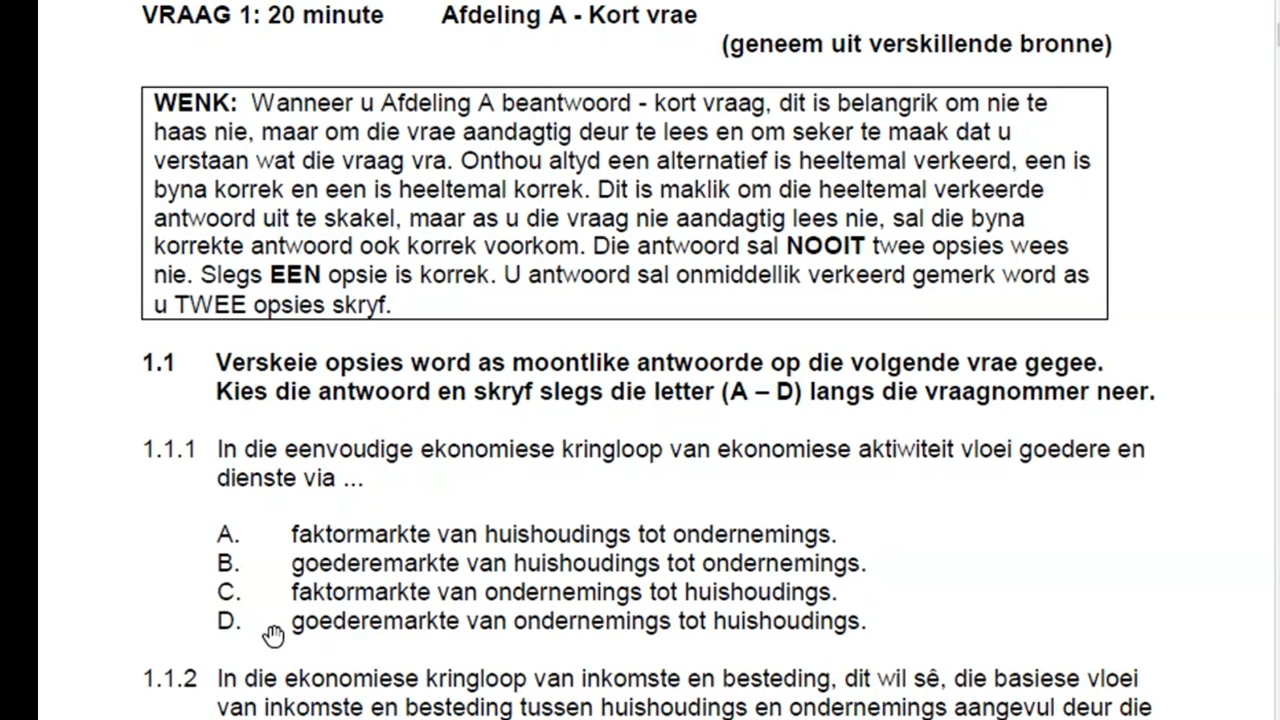 VRAAG 1: 20 minute Afdeling A - Kort vrae
(geneem uit verskillende bronne)
WENK: Wanneer u Afdeling A beantwoord - kort vraag, dit is belangrik om nie te
haas nie, maar om die vrae aandagtig deur te lees en om seker te maak dat u
verstaan wat die vraag vra. Onthou altyd een alternatief is heeltemal verkeerd, een is
byna korrek en een is heeltemal korrek. Dit is maklik om die heeltemal verkeerde
antwoord uit te skakel, maar as u die vraag nie aandagtig lees nie, sal die byna
korrekte antwoord ook korrek voorkom. Die antwoord sal NOOIT twee opsies wees
nie. Slegs EEN opsie is korrek. U antwoord sal onmiddellik verkeerd gemerk word as
u TWEE opsies skryf.
1.1 Verskeie opsies word as moontlike antwoorde op die volgende vrae gegee.
Kies die antwoord en skryf slegs die letter (A – D) langs die vraagnommer neer.
1.1.1 In die eenvoudige ekonomiese kringloop van ekonomiese aktiwiteit vloei goedere en
dienste via ...
A. faktormarkte van huishoudings tot ondernemings.
B. goederemarkte van huishoudings tot ondernemings.
C. faktormarkte van ondernemings tot huishoudings.
D. goederemarkte van ondernemings tot huishoudings.
1.1.2 In die ekonomiese kringloop van inkomste en besteding, dit wil sê, die basiese vloei
van inkomste en besteding tussen huishoudings en ondernemings aangevul deur die